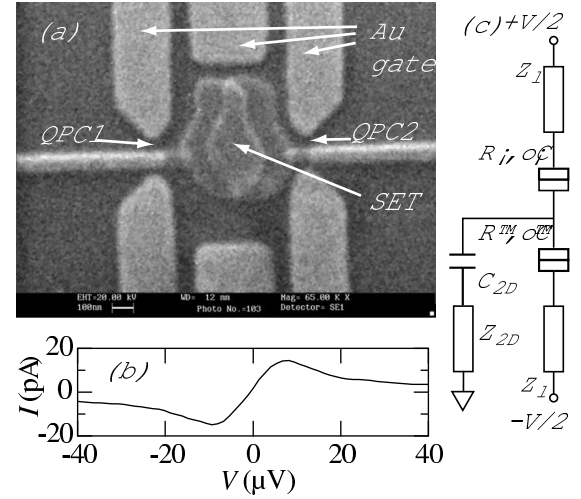 (a)
Au
gate
QPC1
QPC2
SET
EHT=20.00 kV WD= 12 mm Mag= 65.00 K X
100nm Photo No.=103 Detector= SE1
(b)
I(pA)
20
0
-20
-40 -20 0 20 40
V(μV)
(c)
+V/2
Z1
C2D
Z2D
Z1
-V/2